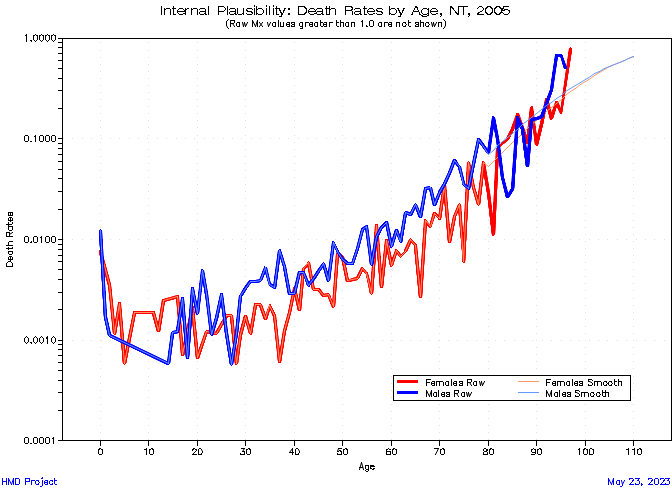 Internal Plausibility: Death Rates by Age, NT, 2005
(Raw Mx values greater than 1.0 are not shown)
1.0000
0.1000
0.0100
0.0010
0.0001
Death Rates
0 10 20 30 40 50 60 70 80 90 100 110
Age
Females Raw Females Smooth
Males Raw Males Smooth
HMD Project May 23, 2023